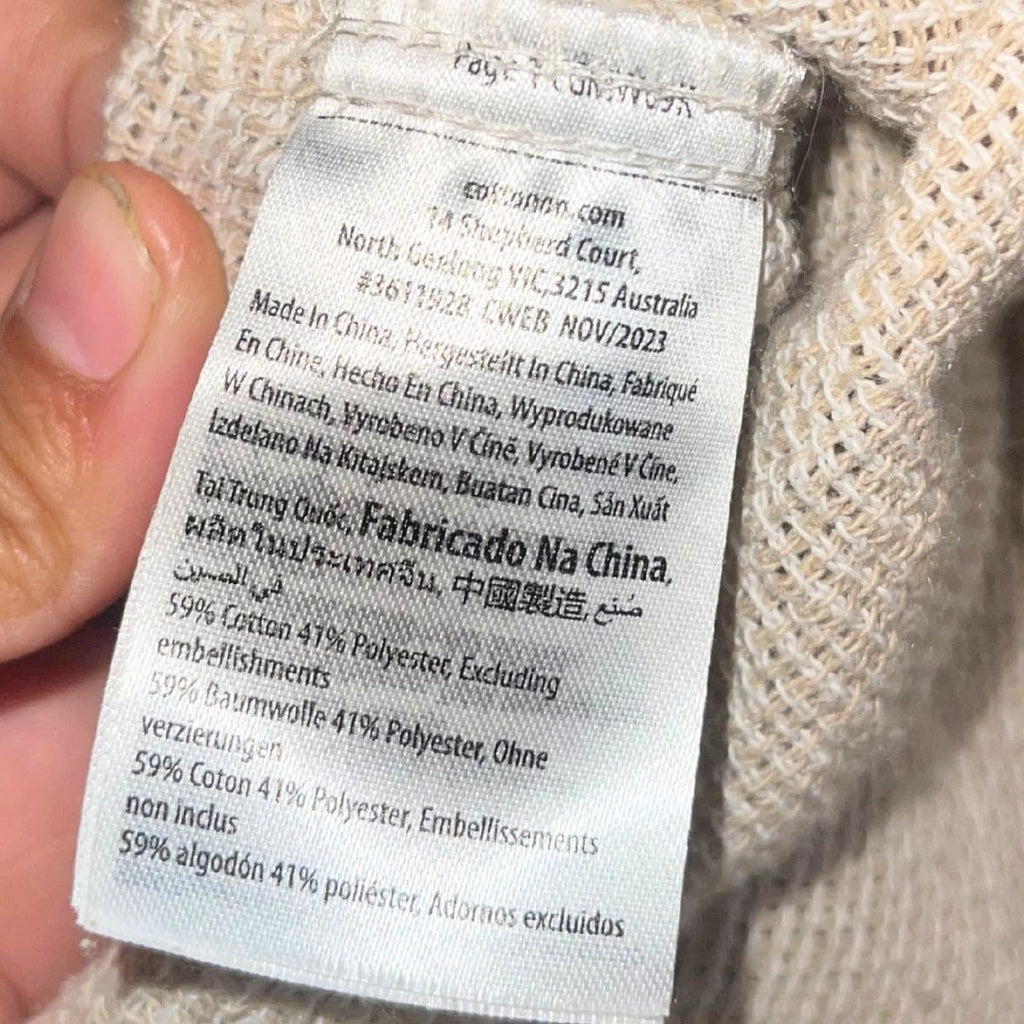 cottonon.com
14 Shepherd Court,
North Geelong VIC,3215 Australia
#3611928 CWEB NOV/2023
Made In China, Hergestellt In China, Fabriqué
En Chine, Hecho En China, Wyprodukowane
W Chinach, Vyrobeno V Číně, Vyrobené V Číne,
Izdelano Na Kitajskem, Buatan Cina, Sản Xuất
Tại Trung Quốc, Fabricado Na China,
ผลิตในประเทศจีน, 中國製造, صُنع
في الصين
59% Cotton 41% Polyester, Excluding
embellishments
59% Baumwolle 41% Polyester, Ohne
verzierungen
59% Coton 41% Polyester, Embellissements
non inclus
59% algodón 41% poliéster, Adornos excluidos